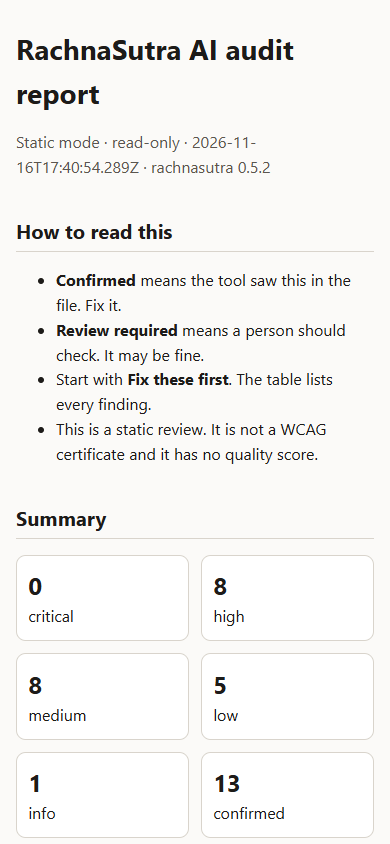 RachnaSutra AI audit
report
Static mode · read-only · 2026-11-
16T17:40:54.289Z · rachnasutra 0.5.2
How to read this
• Confirmed means the tool saw this in the
file. Fix it.
• Review required means a person should
check. It may be fine.
• Start with Fix these first. The table lists
every finding.
• This is a static review. It is not a WCAG
certificate and it has no quality score.
Summary
0
critical
8
high
8
medium
5
low
1
info
13
confirmed